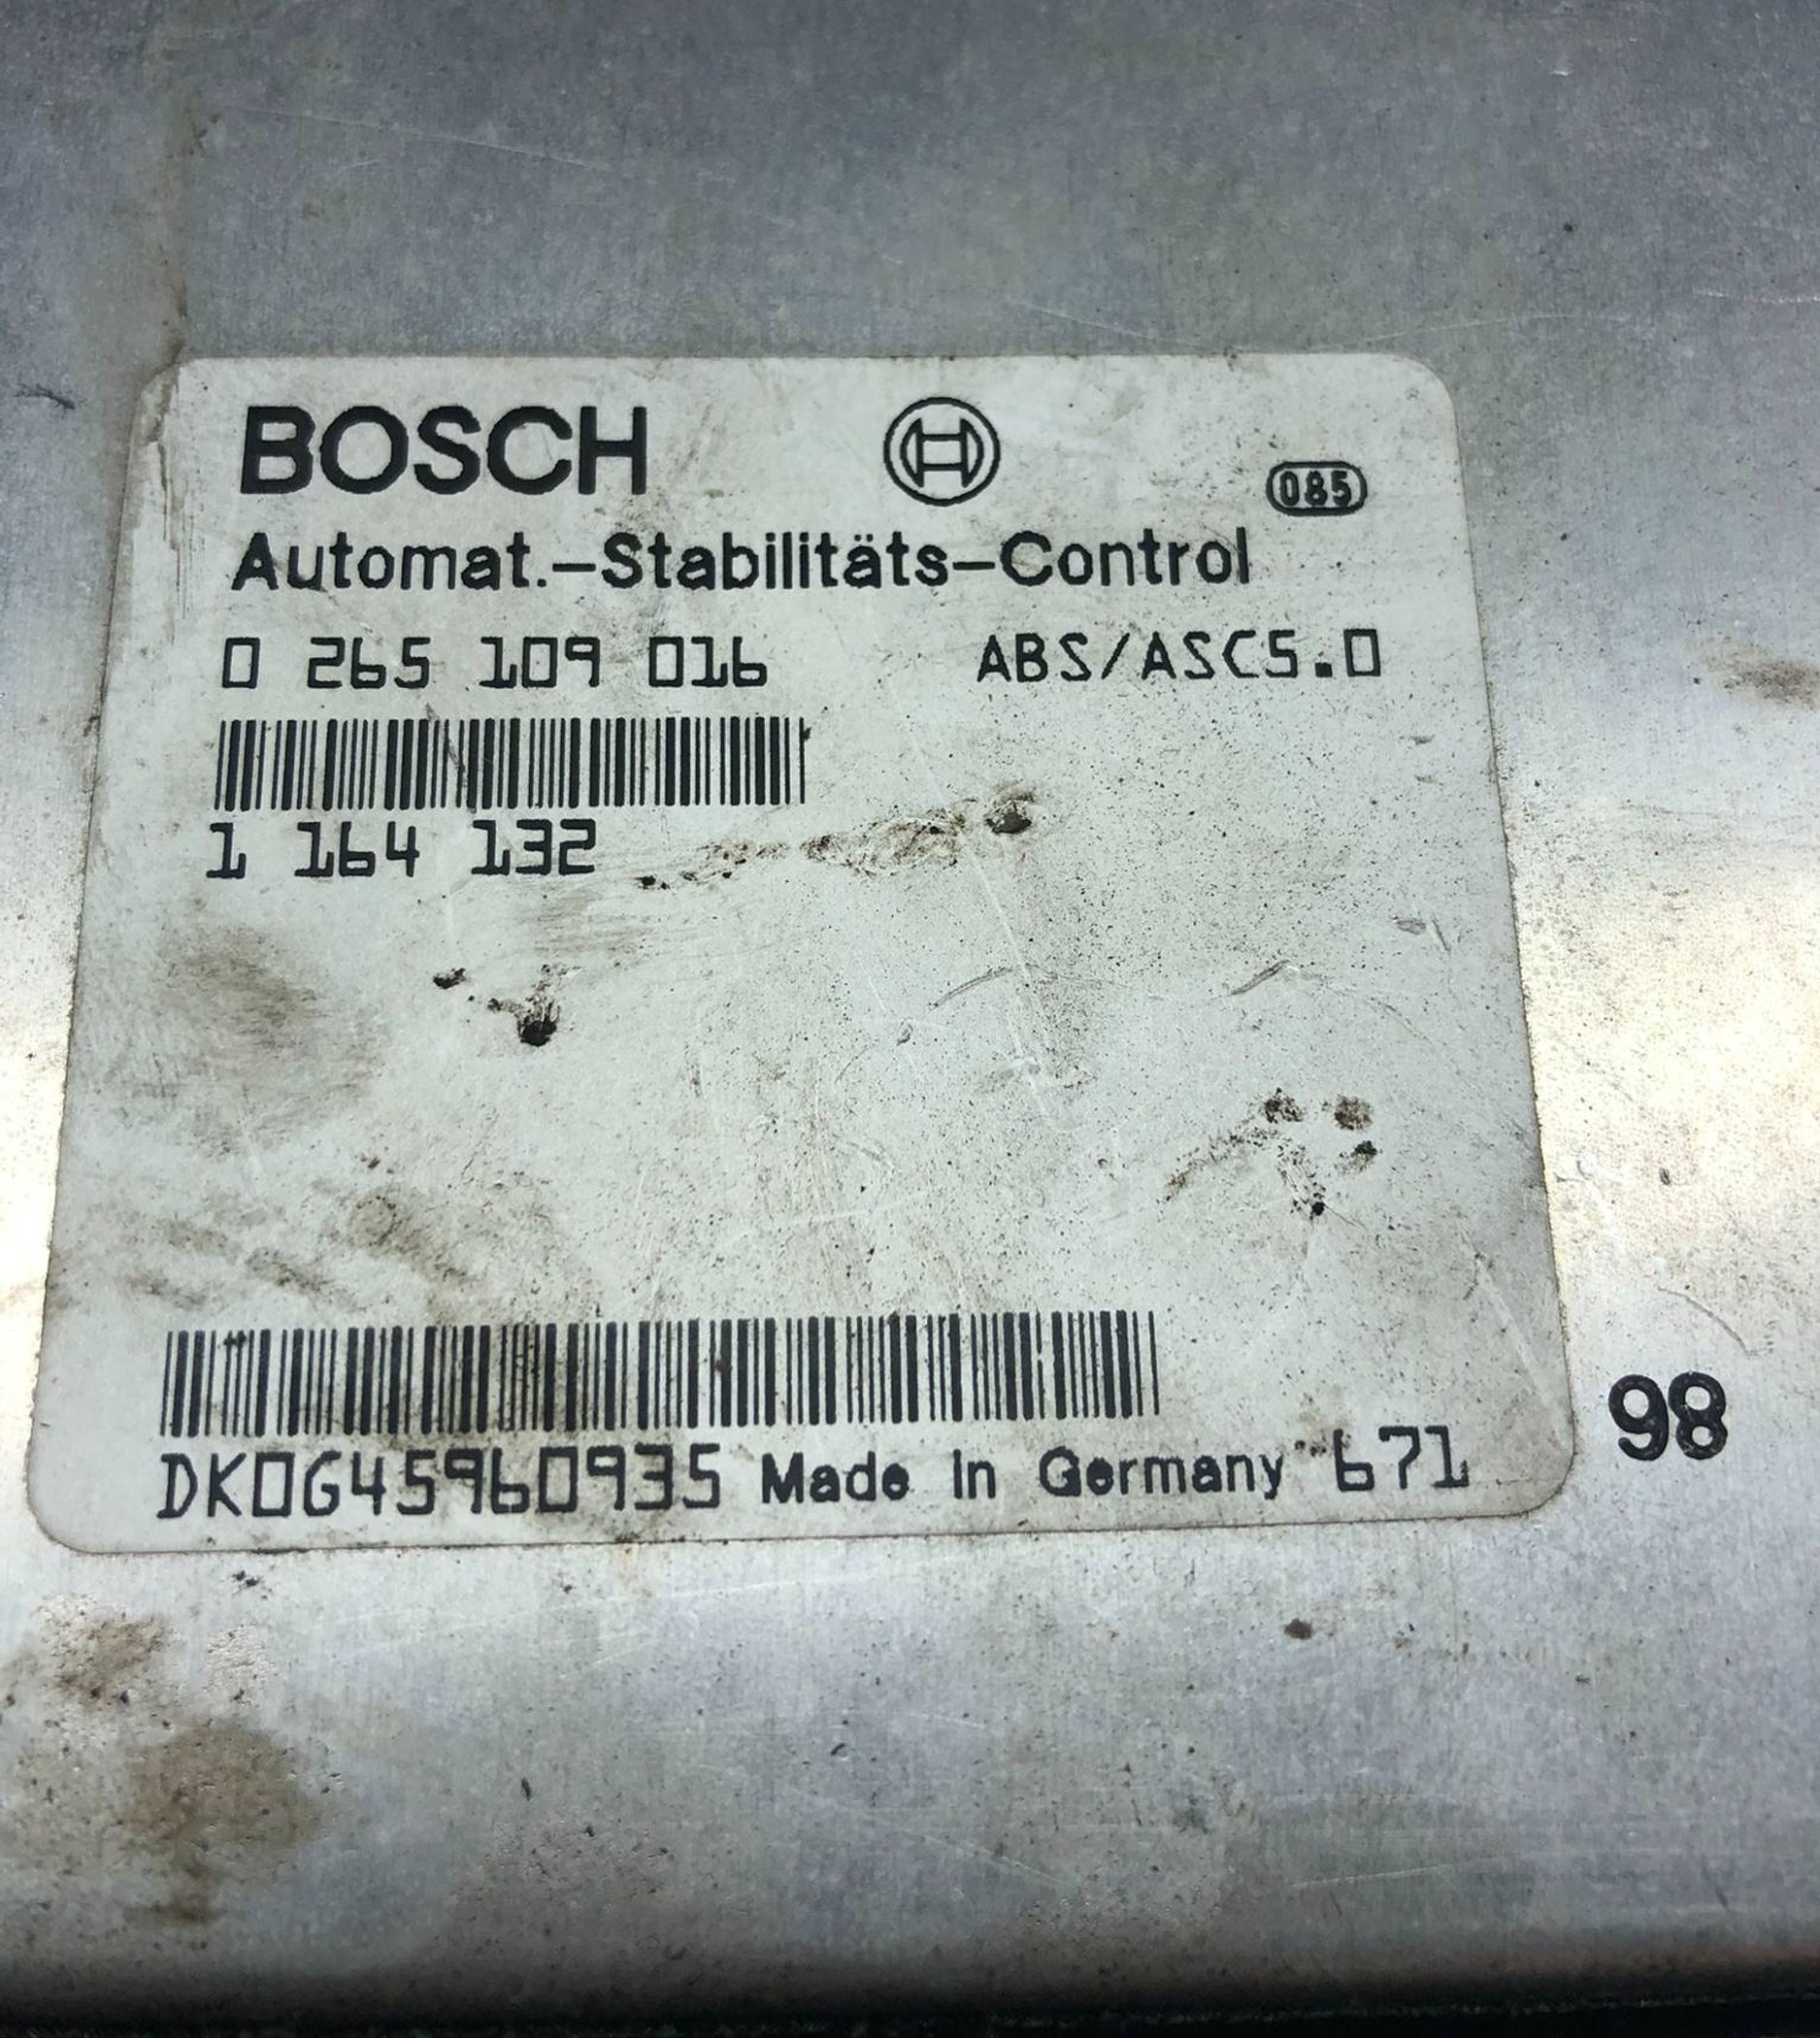 BOSCH
085
Automat.-Stabilitäts-Control
0 265 109 016 ABS/ASC5.0
1 164 132
DK0G45960935 Made in Germany 671
98